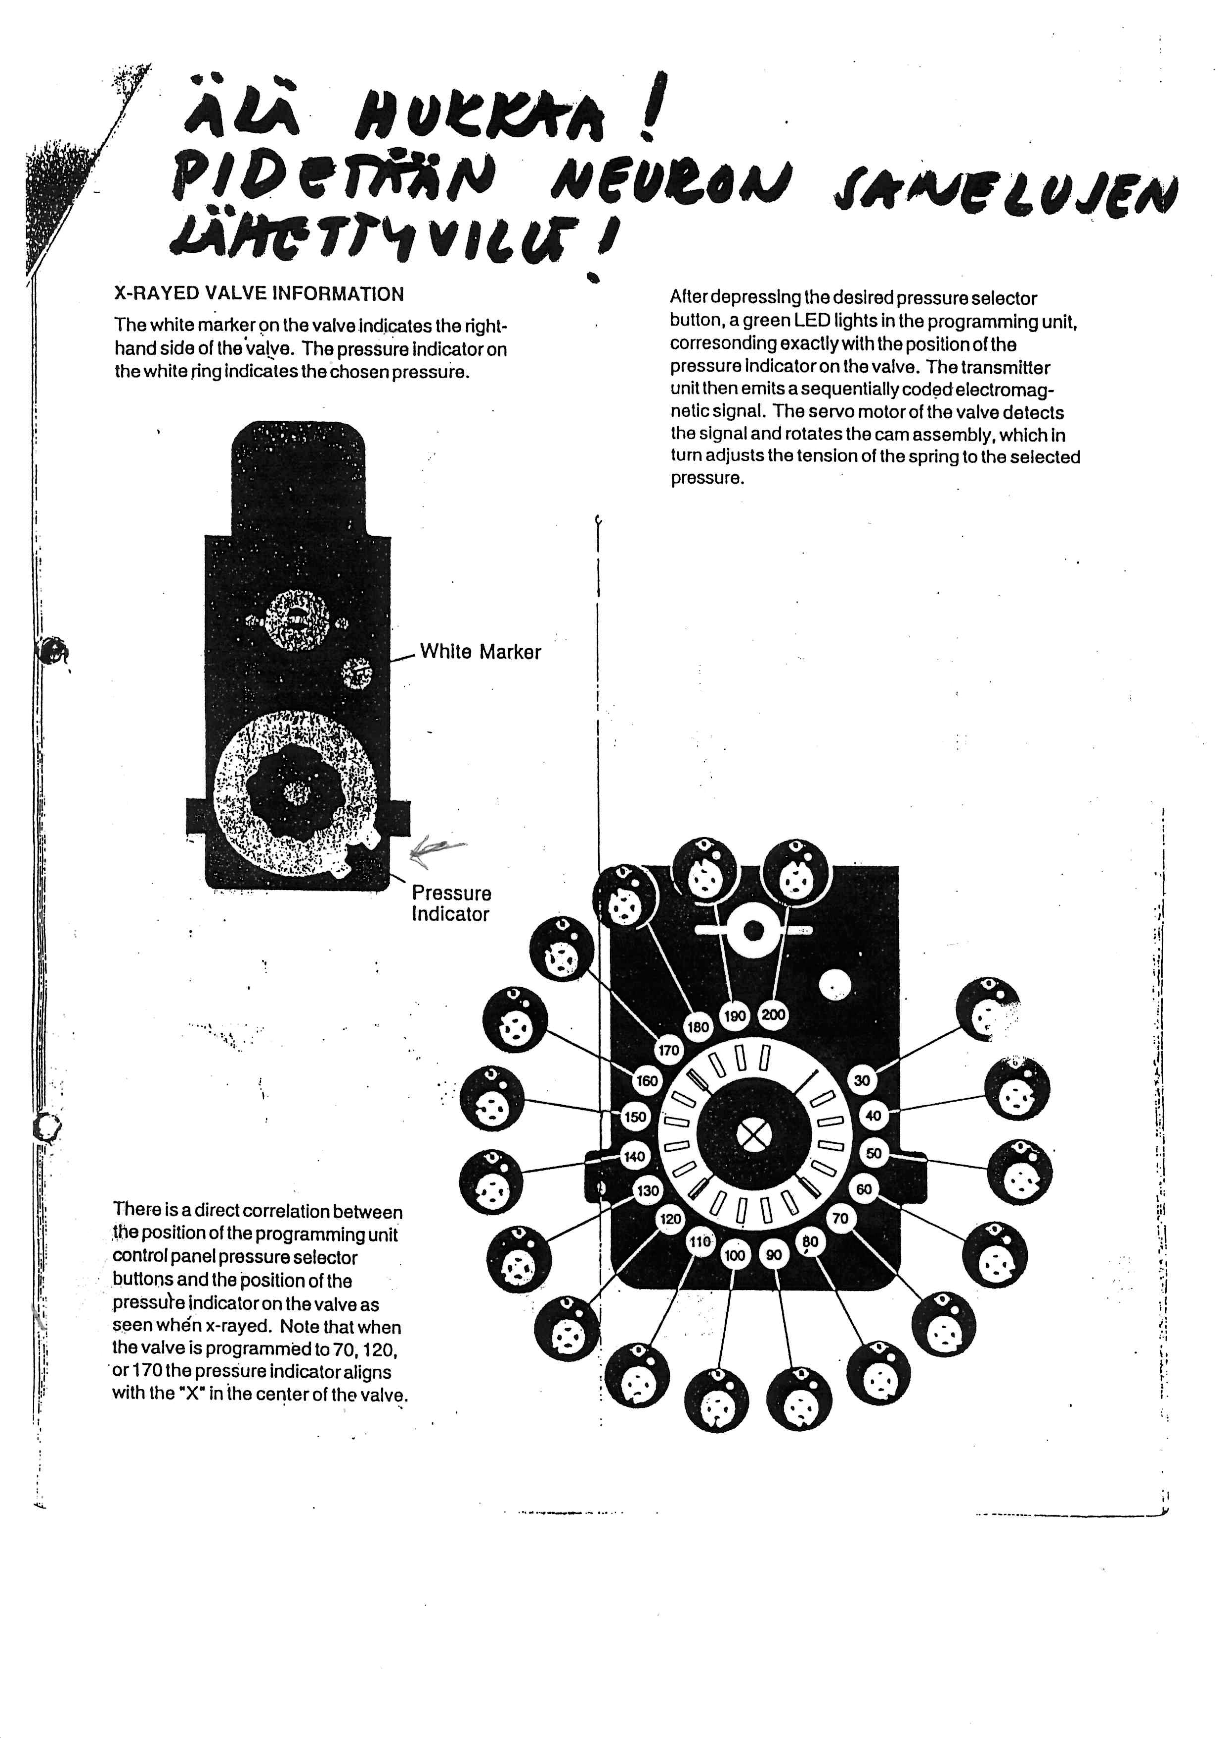 ÄLÄ HUKKAA!
PIDETÄÄN NEURON SANELUJEN
LÄHETTYVILLÄ!
X-RAYED VALVE INFORMATION
The white marker on the valve indicates the right-
hand side of the valve. The pressure indicator on
the white ring indicates the chosen pressure.
White Marker
Pressure
Indicator
There is a direct correlation between
the position of the programming unit
control panel pressure selector
buttons and the position of the
pressure indicator on the valve as
seen when x-rayed. Note that when
the valve is programmed to 70, 120,
or 170 the pressure indicator aligns
with the "X" in the center of the valve.
After depressing the desired pressure selector
button, a green LED lights in the programming unit,
corresonding exactly with the position of the
pressure indicator on the valve. The transmitter
unit then emits a sequentially coded electromag-
netic signal. The servo motor of the valve detects
the signal and rotates the cam assembly, which in
turn adjusts the tension of the spring to the selected
pressure.
30
40
50
60
70
80
90
100
110
120
130
140
150
160
170
180
190
200